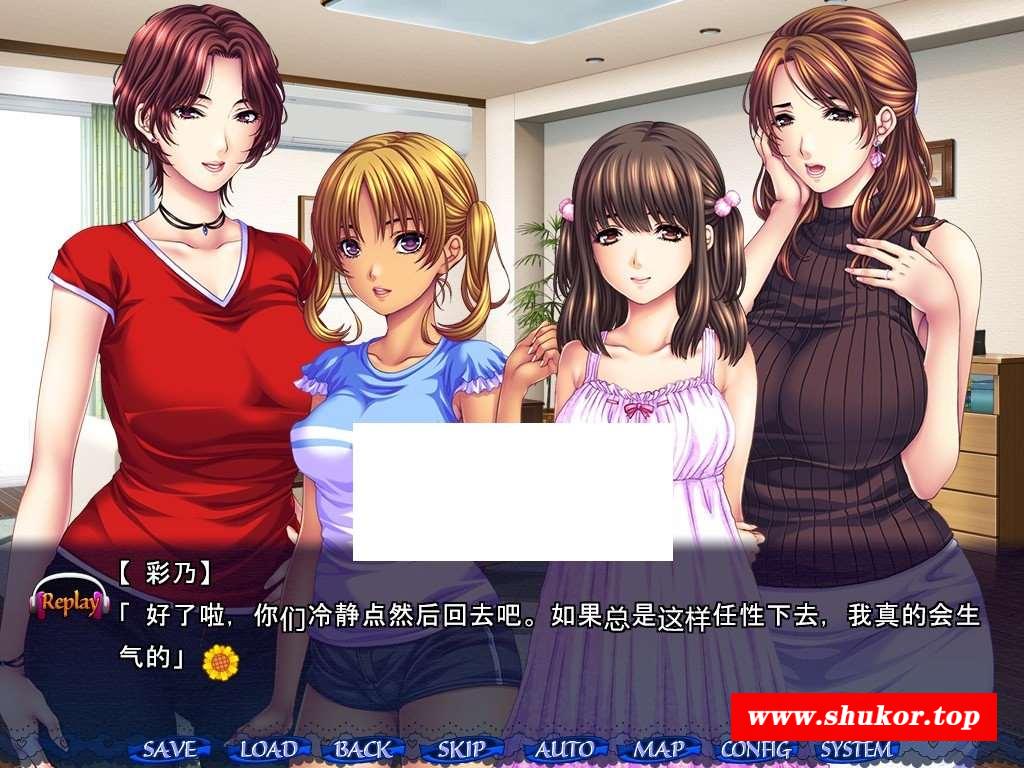 【 彩乃】
「 好了啦，你们冷静点然后回去吧。如果总是这样任性下去，我真的会生
气的」
Replay
www.shukor.top
SAVE LOAD BACK SKIP AUTO MAP CONFIG SYSTEM